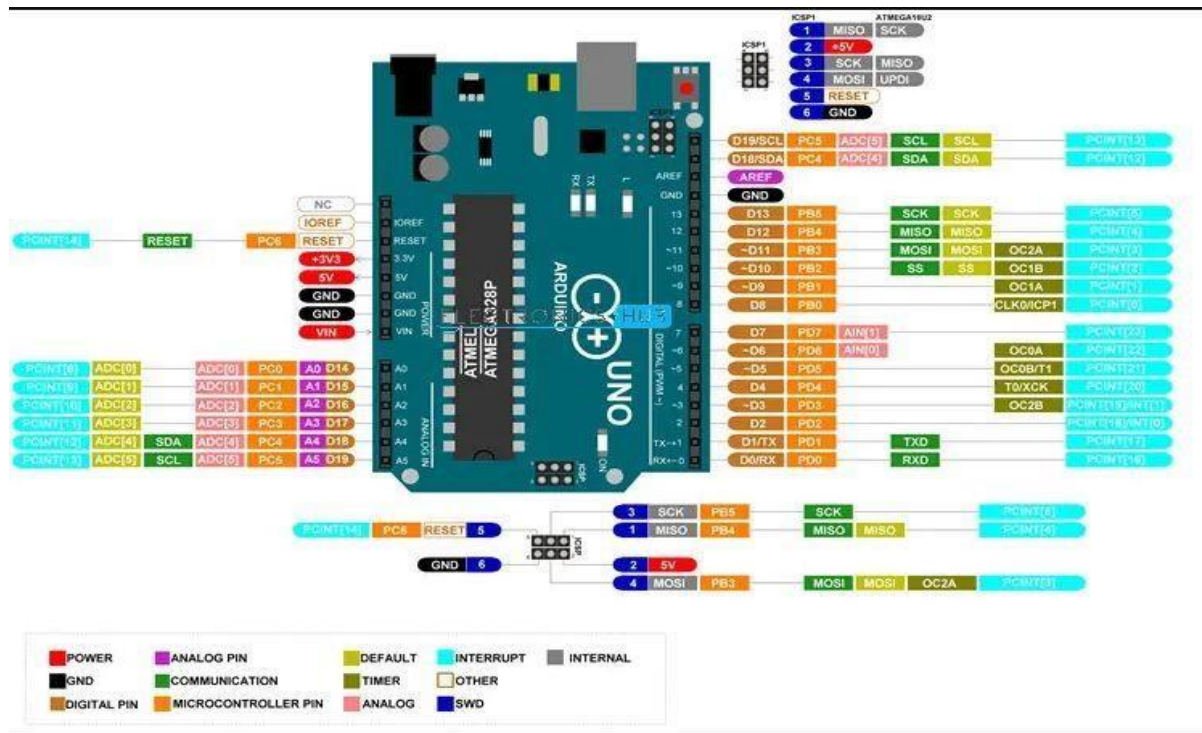 ICSP1 ATMEGA16U2
1 MISO SCK
2 +5V
3 SCK MISO
4 MOSI UPDI
5 RESET
6 GND
ICSP1
D19/SCL PC5 ADC[5] SCL SCL PCINT[13]
D18/SDA PC4 ADC[4] SDA SDA PCINT[12]
AREF AREF
GND GND
13 D13 PB5 SCK SCK PCINT[5]
12 D12 PB4 MISO MISO PCINT[4]
~11 ~D11 PB3 MOSI MOSI OC2A PCINT[3]
~10 ~D10 PB2 SS SS OC1B PCINT[2]
~9 ~D9 PB1 OC1A PCINT[1]
8 D8 PB0 CLK0/ICP1 PCINT[0]
7 D7 PD7 AIN[1] PCINT[23]
~6 ~D6 PD6 AIN[0] OC0A PCINT[22]
~5 ~D5 PD5 OC0B/T1 PCINT[21]
4 D4 PD4 T0/XCK PCINT[20]
~3 ~D3 PD3 OC2B PCINT[19]/INT[1]
2 D2 PD2 PCINT[18]/INT[0]
TX→1 D1/TX PD1 TXD PCINT[17]
RX←0 D0/RX PD0 RXD PCINT[16]
NC
IOREF IOREF
PCINT[14] RESET PC6 RESET RESET
+3V3 3.3V
5V 5V
GND GND
GND GND
VIN VIN
PCINT[8] ADC[0] ADC[0] PC0 A0 D14 A0
PCINT[9] ADC[1] ADC[1] PC1 A1 D15 A1
PCINT[10] ADC[2] ADC[2] PC2 A2 D16 A2
PCINT[11] ADC[3] ADC[3] PC3 A3 D17 A3
PCINT[12] ADC[4] SDA ADC[4] PC4 A4 D18 A4
PCINT[13] ADC[5] SCL ADC[5] PC5 A5 D19 A5
POWER
ANALOG IN
RX TX L
ARDUINO
UNO
ATMEL
ATMEGA328P
ELECTRONICS HUB
DIGITAL (PWM ~)
ON
ICSP
PCINT[14] PC6 RESET 5
GND 6
ICSP
3 SCK PB5 SCK PCINT[5]
1 MISO PB4 MISO MISO PCINT[4]
2 5V
4 MOSI PB3 MOSI MOSI OC2A PCINT[3]
POWER ANALOG PIN DEFAULT INTERRUPT INTERNAL
GND COMMUNICATION TIMER OTHER
DIGITAL PIN MICROCONTROLLER PIN ANALOG SWD